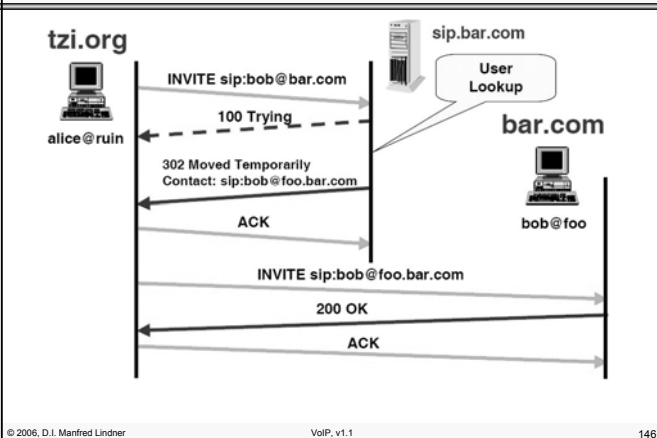 tzi.org
sip.bar.com
INVITE sip:bob@bar.com
User
Lookup
100 Trying
alice@ruin
bar.com
302 Moved Temporarily
Contact: sip:bob@foo.bar.com
ACK
bob@foo
INVITE sip:bob@foo.bar.com
200 OK
ACK
© 2006, D.I. Manfred Lindner
VoIP, v1.1
146